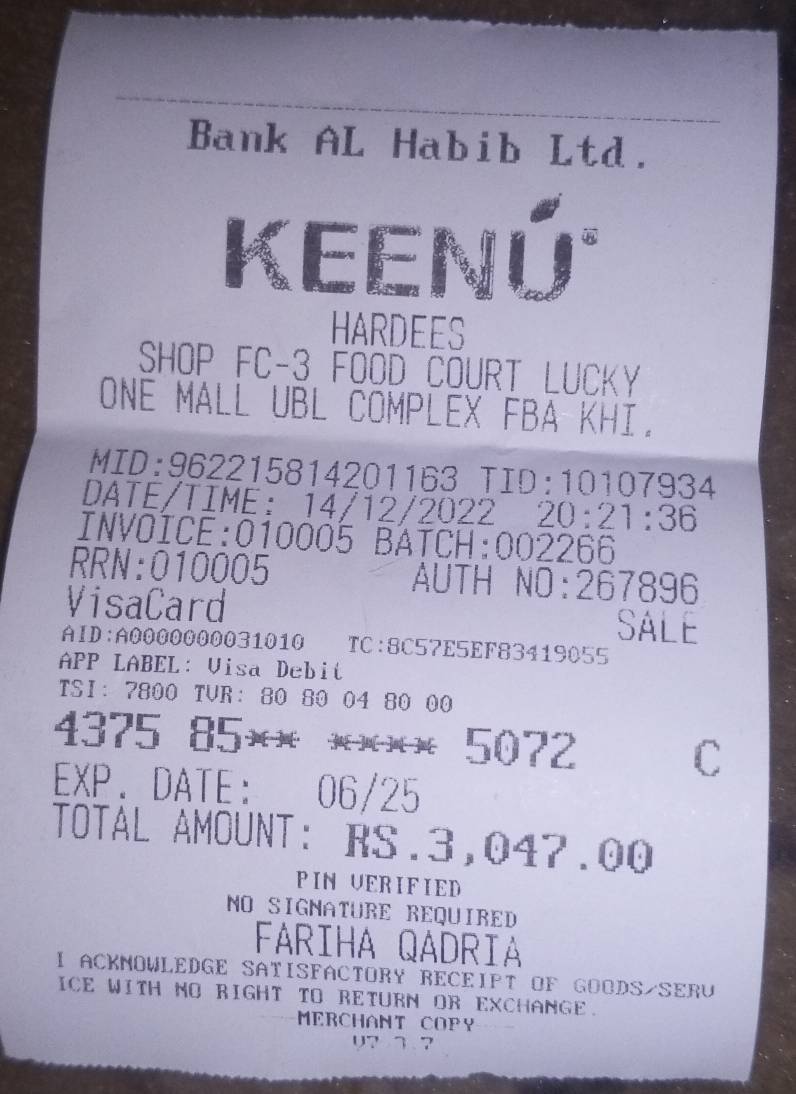 Bank AL Habib Ltd.
KEENÚ®
HARDEES
SHOP FC-3 FOOD COURT LUCKY
ONE MALL UBL COMPLEX FBA KHI.
MID:962215814201163 TID:10107934
DATE/TIME: 14/12/2022 20:21:36
INVOICE:010005 BATCH:002266
RRN:010005 AUTH NO:267896
VisaCard SALE
AID:A0000000031010 TC:8C57E5EF83419055
APP LABEL: Visa Debit
TSI: 7800 TVR: 80 80 04 80 00
4375 85** **** 5072 C
EXP. DATE: 06/25
TOTAL AMOUNT: RS.3,047.00
PIN VERIFIED
NO SIGNATURE REQUIRED
FARIHA QADRIA
I ACKNOWLEDGE SATISFACTORY RECEIPT OF GOODS/SERV
ICE WITH NO RIGHT TO RETURN OR EXCHANGE.
MERCHANT COPY